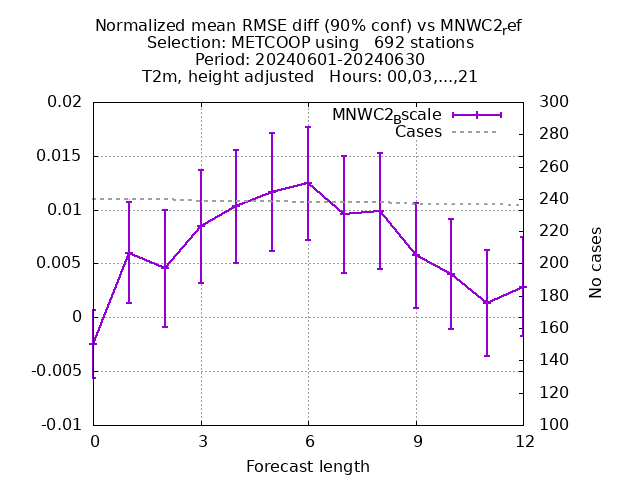 Normalized mean RMSE diff (90% conf) vs MNWC2ref
Selection: METCOOP using   692 stations
Period: 20240601-20240630
T2m, height adjusted   Hours: 00,03,...,21
MNWC2Bscale
Cases
0.02
0.015
0.01
0.005
0
-0.005
-0.01
300
280
260
240
220
200
180
160
140
120
100
No cases
0 3 6 9 12
Forecast length